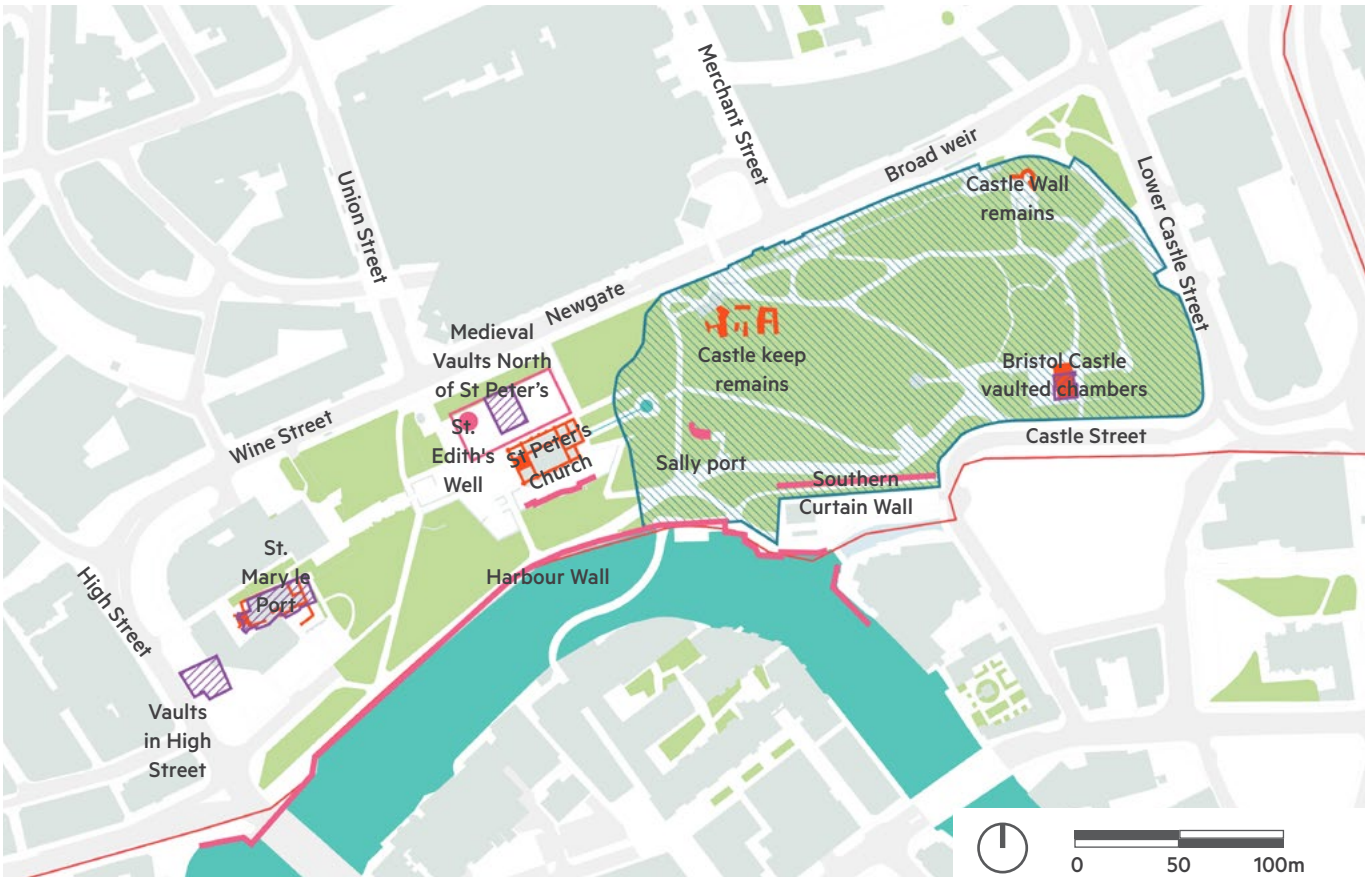 Merchant Street
Broad weir
Union Street
Castle Wall
remains
Lower Castle Street
Newgate
Medieval
Vaults North
of St Peter's
Castle keep
remains
Bristol Castle
vaulted chambers
Wine Street
St.
Edith's
Well
St Peter's
Church
Sally port
Castle Street
Southern
Curtain Wall
St.
Mary le
Port
Harbour Wall
High Street
Vaults
in High
Street
0 50 100m